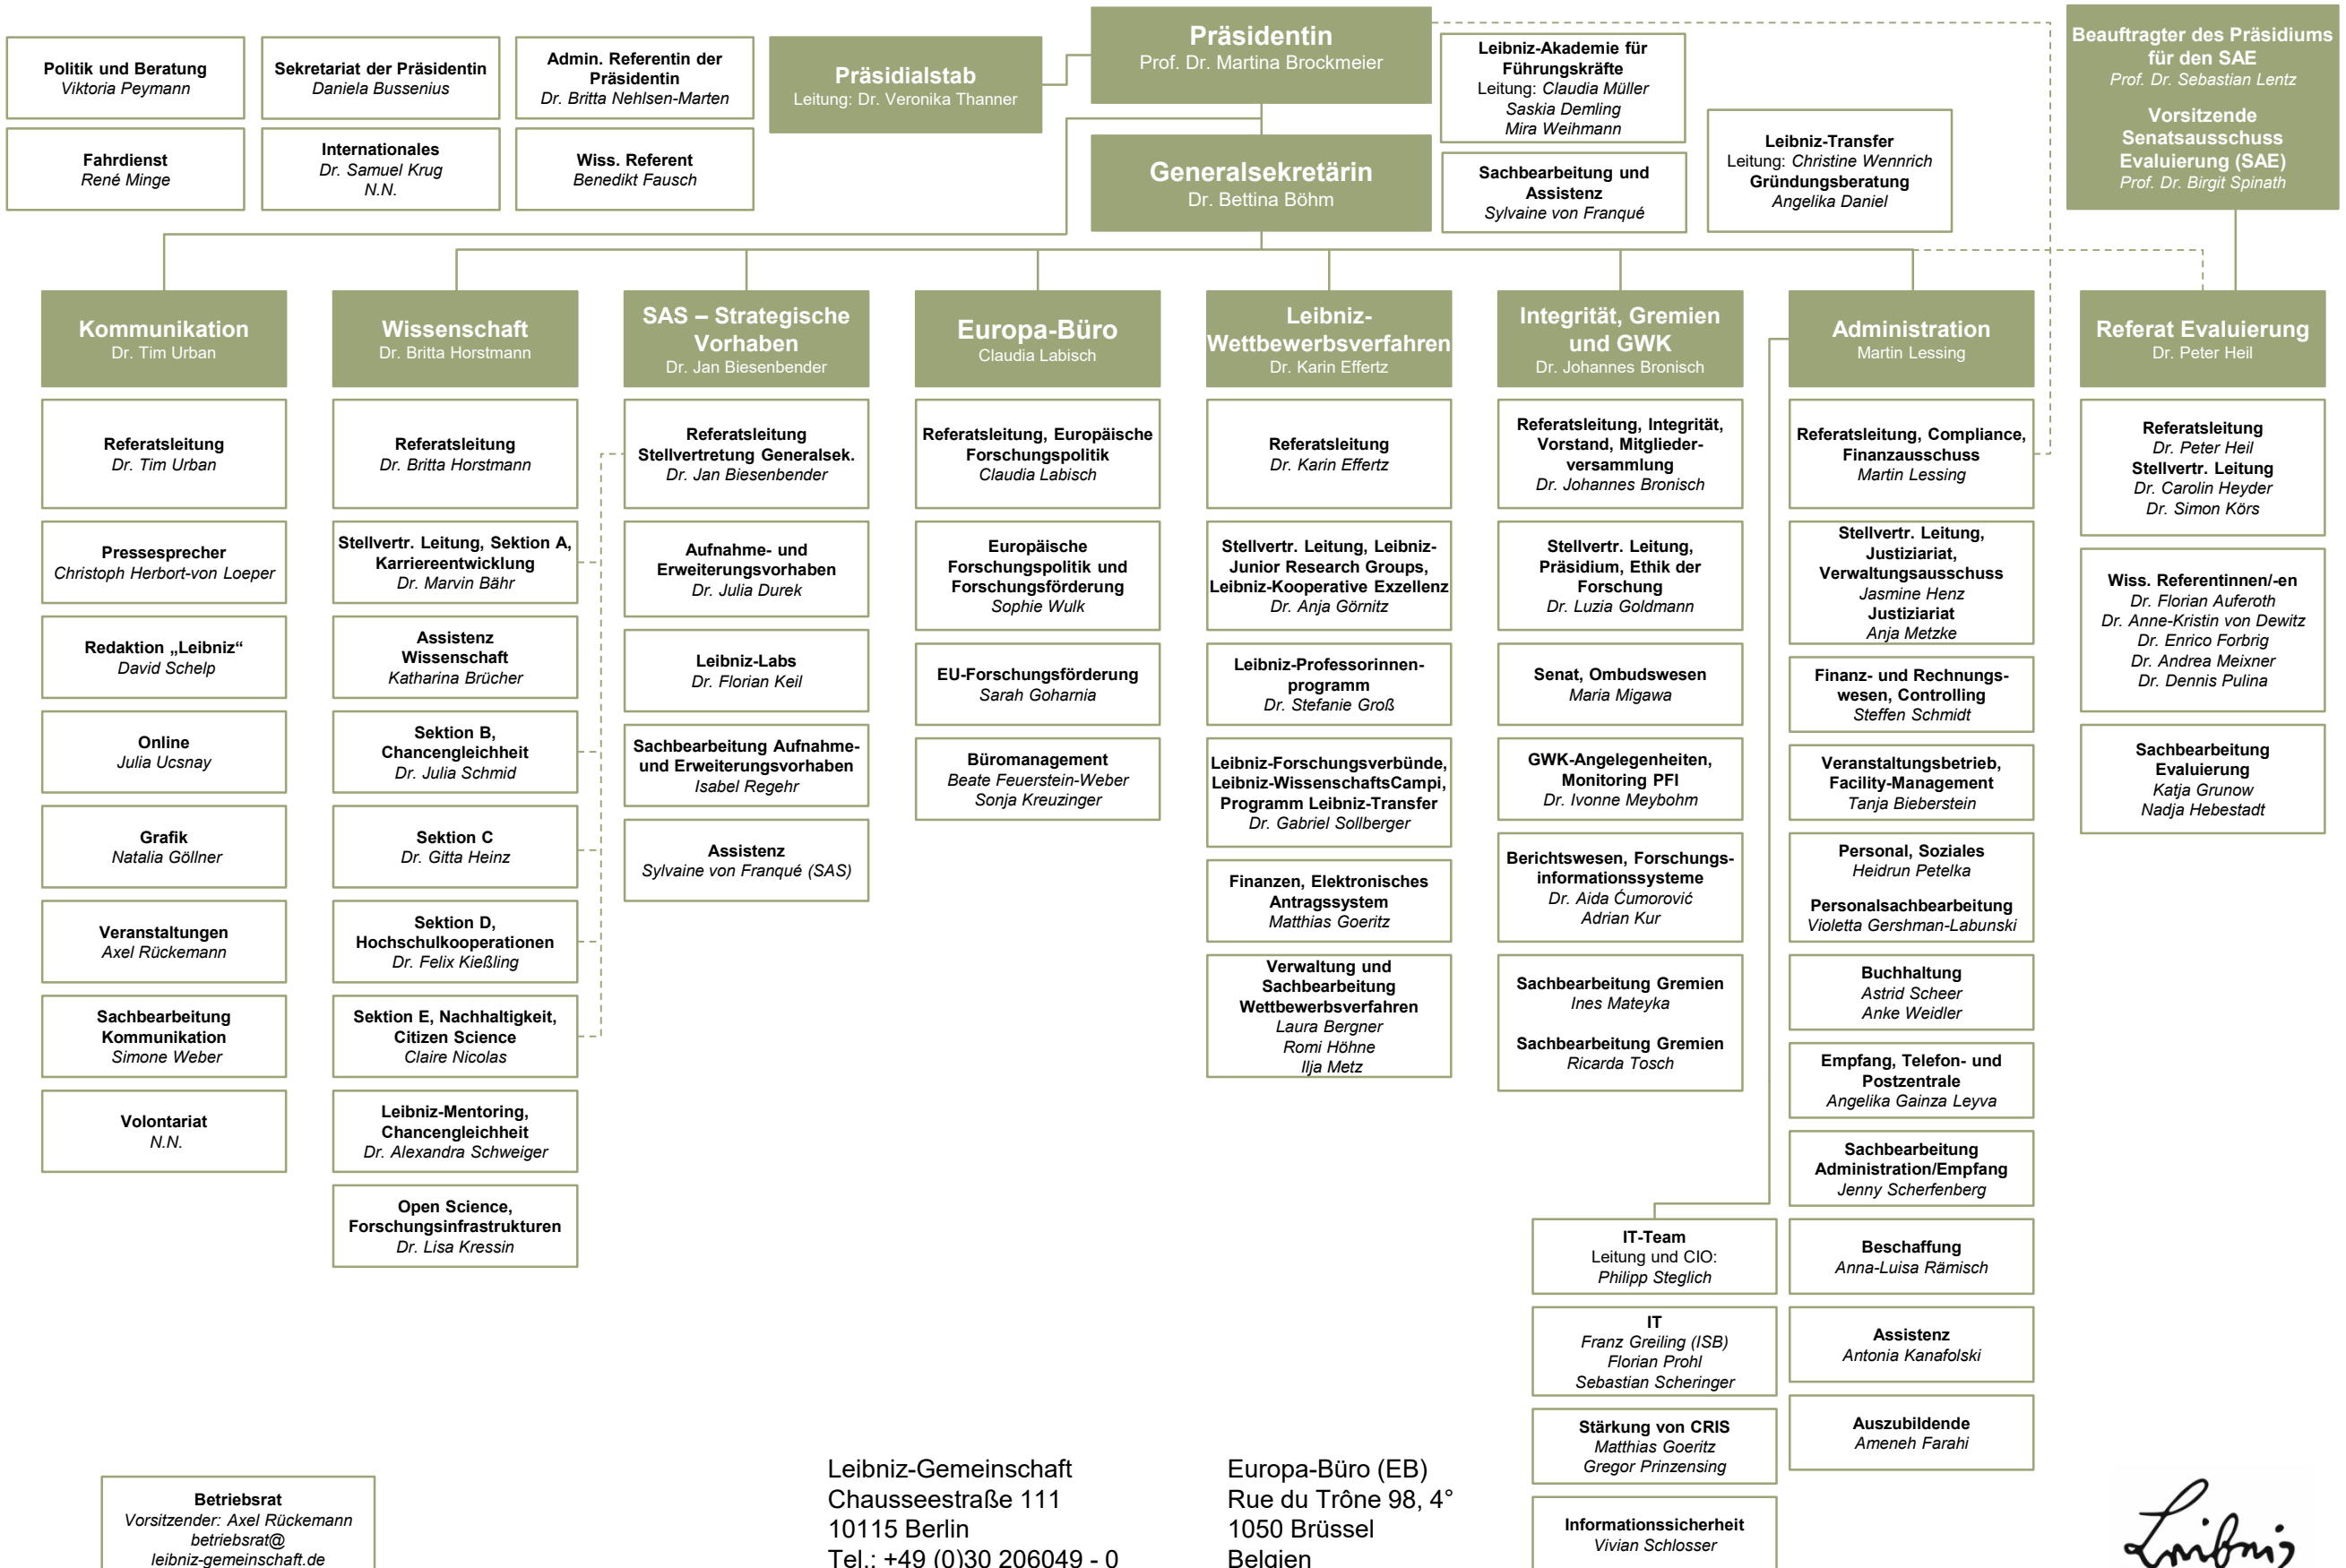 Präsidentin
Prof. Dr. Martina Brockmeier
Präsidialstab
Leitung: Dr. Veronika Thanner
Politik und Beratung
Viktoria Peymann
Sekretariat der Präsidentin
Daniela Bussenius
Admin. Referentin der
Präsidentin
Dr. Britta Nehlsen-Marten
Fahrdienst
René Minge
Internationales
Dr. Samuel Krug
N.N.
Wiss. Referent
Benedikt Fausch
Generalsekretärin
Dr. Bettina Böhm
Leibniz-Akademie für
Führungskräfte
Leitung: Claudia Müller
Saskia Demling
Mira Weihmann
Sachbearbeitung und
Assistenz
Sylvaine von Franqué
Leibniz-Transfer
Leitung: Christine Wennrich
Gründungsberatung
Angelika Daniel
Beauftragter des Präsidiums
für den SAE
Prof. Dr. Sebastian Lentz
Vorsitzende
Senatsausschuss
Evaluierung (SAE)
Prof. Dr. Birgit Spinath
Kommunikation
Dr. Tim Urban
Referatsleitung
Dr. Tim Urban
Pressesprecher
Christoph Herbort-von Loeper
Redaktion „Leibniz“
David Schelp
Online
Julia Ucsnay
Grafik
Natalia Göllner
Veranstaltungen
Axel Rückemann
Sachbearbeitung
Kommunikation
Simone Weber
Volontariat
N.N.
Wissenschaft
Dr. Britta Horstmann
Referatsleitung
Dr. Britta Horstmann
Stellvertr. Leitung, Sektion A,
Karriereentwicklung
Dr. Marvin Bähr
Assistenz
Wissenschaft
Katharina Brücher
Sektion B,
Chancengleichheit
Dr. Julia Schmid
Sektion C
Dr. Gitta Heinz
Sektion D,
Hochschulkooperationen
Dr. Felix Kießling
Sektion E, Nachhaltigkeit,
Citizen Science
Claire Nicolas
Leibniz-Mentoring,
Chancengleichheit
Dr. Alexandra Schweiger
Open Science,
Forschungsinfrastrukturen
Dr. Lisa Kressin
SAS – Strategische
Vorhaben
Dr. Jan Biesenbender
Referatsleitung
Stellvertretung Generalsek.
Dr. Jan Biesenbender
Aufnahme- und
Erweiterungsvorhaben
Dr. Julia Durek
Leibniz-Labs
Dr. Florian Keil
Sachbearbeitung Aufnahme-
und Erweiterungsvorhaben
Isabel Regehr
Assistenz
Sylvaine von Franqué (SAS)
Europa-Büro
Claudia Labisch
Referatsleitung, Europäische
Forschungspolitik
Claudia Labisch
Europäische
Forschungspolitik und
Forschungsförderung
Sophie Wulk
EU-Forschungsförderung
Sarah Goharnia
Büromanagement
Beate Feuerstein-Weber
Sonja Kreuzinger
Leibniz-
Wettbewerbsverfahren
Dr. Karin Effertz
Referatsleitung
Dr. Karin Effertz
Stellvertr. Leitung, Leibniz-
Junior Research Groups,
Leibniz-Kooperative Exzellenz
Dr. Anja Görnitz
Leibniz-Professorinnen-
programm
Dr. Stefanie Groß
Leibniz-Forschungsverbünde,
Leibniz-WissenschaftsCampi,
Programm Leibniz-Transfer
Dr. Gabriel Sollberger
Finanzen, Elektronisches
Antragssystem
Matthias Goeritz
Verwaltung und
Sachbearbeitung
Wettbewerbsverfahren
Laura Bergner
Romi Höhne
Ilja Metz
Integrität, Gremien
und GWK
Dr. Johannes Bronisch
Referatsleitung, Integrität,
Vorstand, Mitglieder-
versammlung
Dr. Johannes Bronisch
Stellvertr. Leitung,
Präsidium, Ethik der
Forschung
Dr. Luzia Goldmann
Senat, Ombudswesen
Maria Migawa
GWK-Angelegenheiten,
Monitoring PFI
Dr. Ivonne Meybohm
Berichtswesen, Forschungs-
informationssysteme
Dr. Aida Ćumorović
Adrian Kur
Sachbearbeitung Gremien
Ines Mateyka
Sachbearbeitung Gremien
Ricarda Tosch
Administration
Martin Lessing
Referatsleitung, Compliance,
Finanzausschuss
Martin Lessing
Stellvertr. Leitung,
Justiziariat,
Verwaltungsausschuss
Jasmine Henz
Justiziariat
Anja Metzke
Finanz- und Rechnungs-
wesen, Controlling
Steffen Schmidt
Veranstaltungsbetrieb,
Facility-Management
Tanja Bieberstein
Personal, Soziales
Heidrun Petelka
Personalsachbearbeitung
Violetta Gershman-Labunski
Buchhaltung
Astrid Scheer
Anke Weidler
Empfang, Telefon- und
Postzentrale
Angelika Gainza Leyva
Sachbearbeitung
Administration/Empfang
Jenny Scherfenberg
Beschaffung
Anna-Luisa Rämisch
Assistenz
Antonia Kanafolski
Auszubildende
Ameneh Farahi
IT-Team
Leitung und CIO:
Philipp Steglich
IT
Franz Greiling (ISB)
Florian Prohl
Sebastian Scheringer
Stärkung von CRIS
Matthias Goeritz
Gregor Prinzensing
Informationssicherheit
Vivian Schlosser
Referat Evaluierung
Dr. Peter Heil
Referatsleitung
Dr. Peter Heil
Stellvertr. Leitung
Dr. Carolin Heyder
Dr. Simon Körs
Wiss. Referentinnen/-en
Dr. Florian Auferoth
Dr. Anne-Kristin von Dewitz
Dr. Enrico Forbrig
Dr. Andrea Meixner
Dr. Dennis Pulina
Sachbearbeitung
Evaluierung
Katja Grunow
Nadja Hebestadt
Betriebsrat
Vorsitzender: Axel Rückemann
betriebsrat@
leibniz-gemeinschaft.de
Leibniz-Gemeinschaft
Chausseestraße 111
10115 Berlin
Tel.: +49 (0)30 206049 - 0
Europa-Büro (EB)
Rue du Trône 98, 4°
1050 Brüssel
Belgien
Leibniz